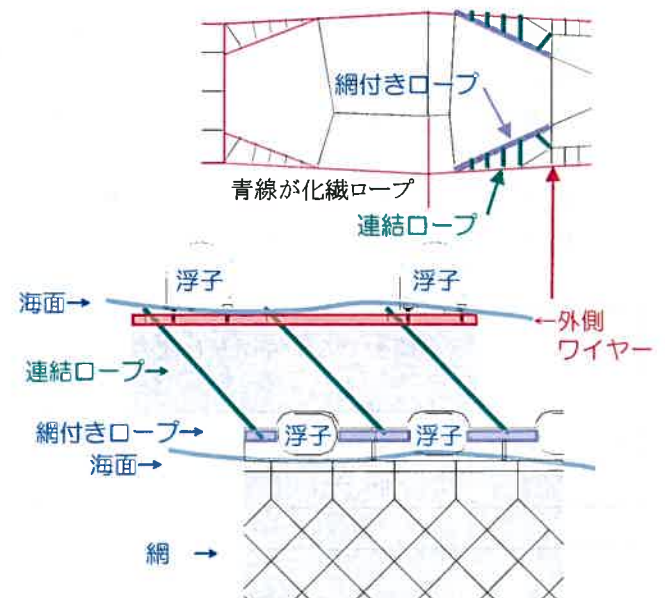 網付きロープ
青線が化繊ロープ
連結ロープ
浮子
浮子
海面→
←外側
ワイヤー
連結ロープ→
網付きロープ→
浮子
浮子
海面→
網 →